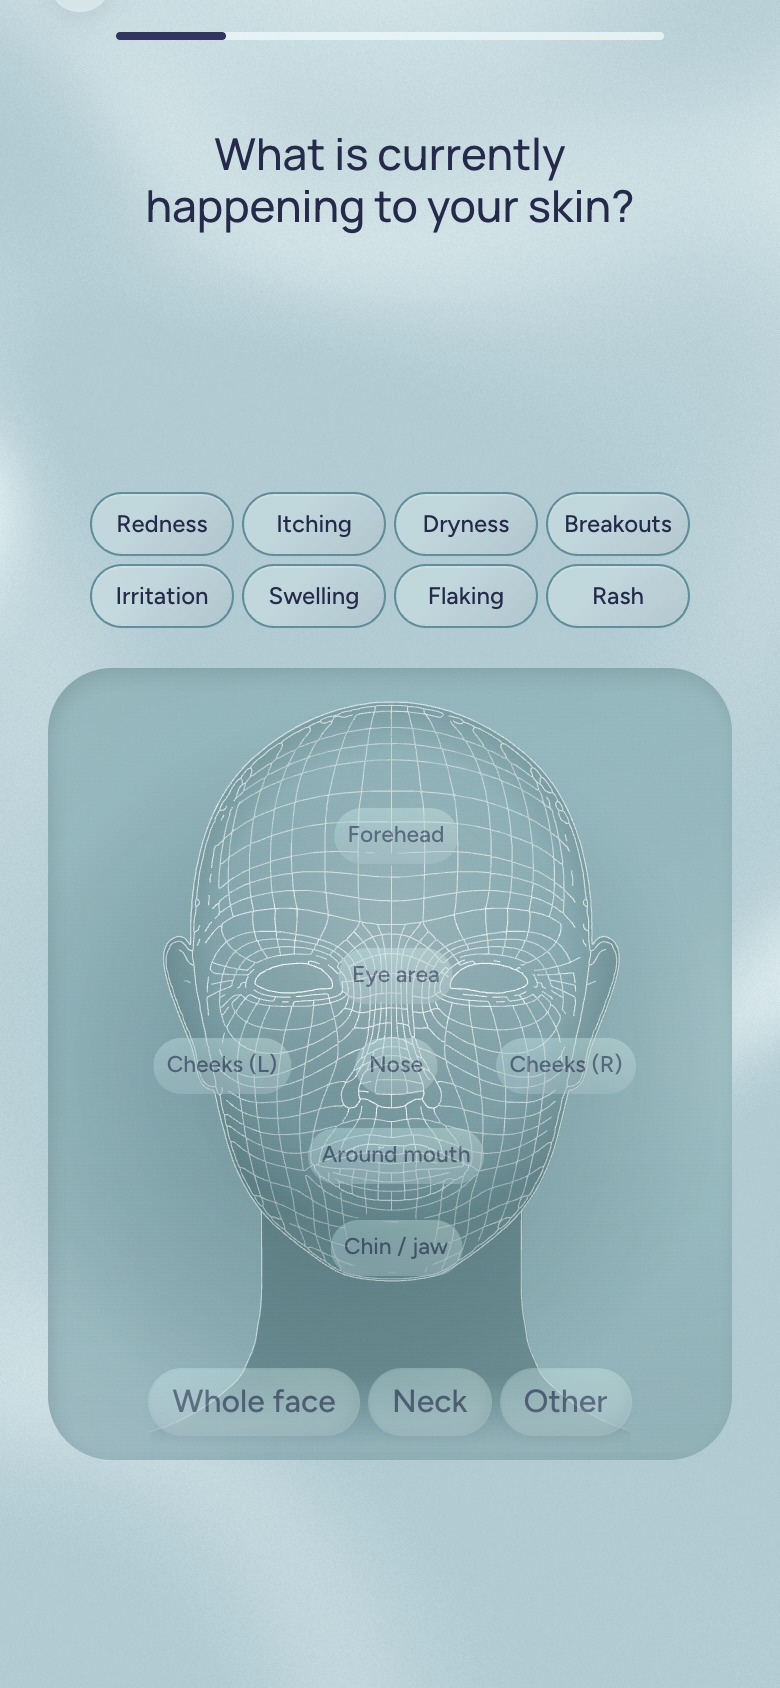 What is currently
happening to your skin?
Redness Itching Dryness Breakouts
Irritation Swelling Flaking Rash
Forehead
Eye area
Cheeks (L) Nose Cheeks (R)
Around mouth
Chin / jaw
Whole face Neck Other